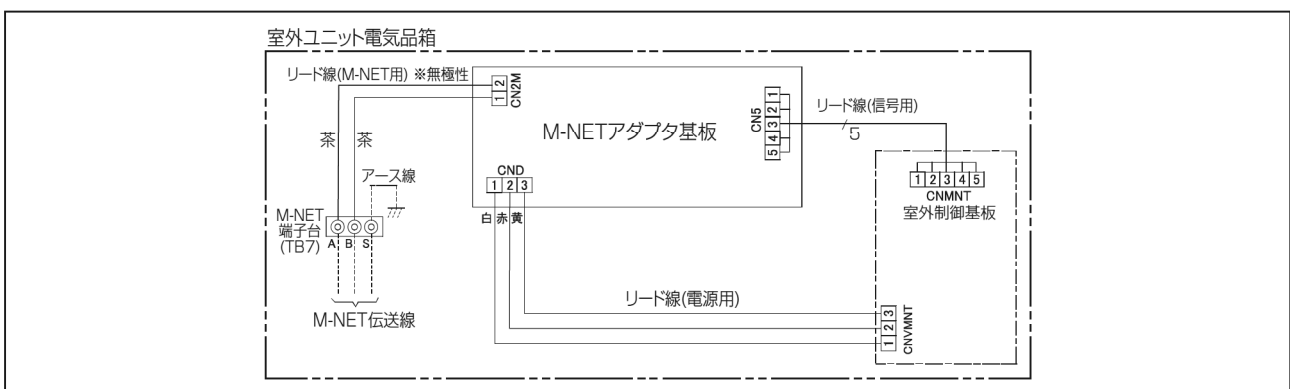 室外ユニット電気品箱
リード線(M-NET用) ※無極性
2
1
CN2M
M-NETアダプタ基板
CN5
1
2
3
4
5
リード線(信号用)
5
茶
茶
アース線
CND
1 2 3
白 赤 黄
1 2 3 4 5
CNMNT
室外制御基板
M-NET
端子台
(TB7)
A B S
M-NET伝送線
リード線(電源用)
3
2
1
CNVMNT